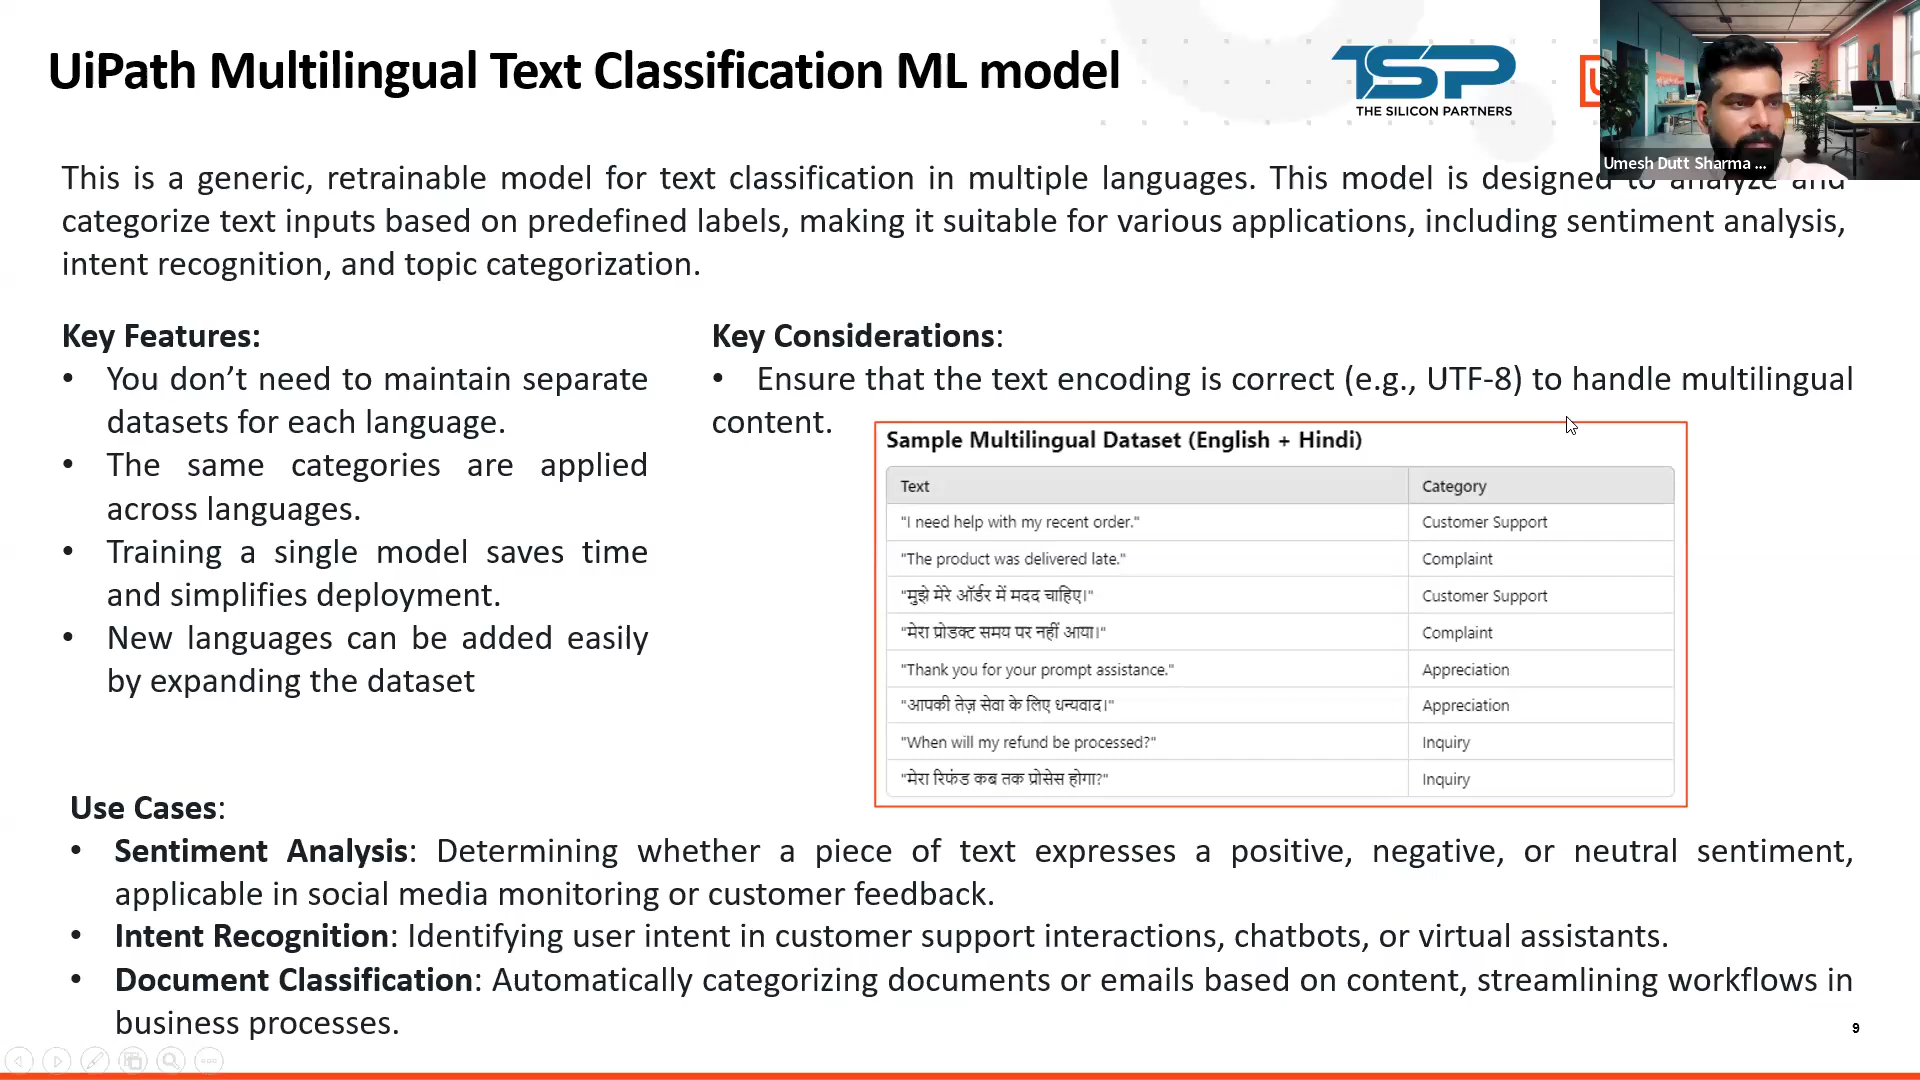 UiPath Multilingual Text Classification ML model
TSP
THE SILICON PARTNERS
Umesh Dutt Sharma ...
This is a generic, retrainable model for text classification in multiple languages. This model is designed to analyze and
categorize text inputs based on predefined labels, making it suitable for various applications, including sentiment analysis,
intent recognition, and topic categorization.
Key Features:
• You don’t need to maintain separate
datasets for each language.
• The same categories are applied
across languages.
• Training a single model saves time
and simplifies deployment.
• New languages can be added easily
by expanding the dataset
Key Considerations:
• Ensure that the text encoding is correct (e.g., UTF-8) to handle multilingual
content.
Sample Multilingual Dataset (English + Hindi)
Text Category
"I need help with my recent order." Customer Support
"The product was delivered late." Complaint
"मुझे मेरे ऑर्डर में मदद चाहिए।" Customer Support
"मेरा प्रोडक्ट समय पर नहीं आया।" Complaint
"Thank you for your prompt assistance." Appreciation
"आपकी तेज़ सेवा के लिए धन्यवाद।" Appreciation
"When will my refund be processed?" Inquiry
"मेरा रिफंड कब तक प्रोसेस होगा?" Inquiry
Use Cases:
• Sentiment Analysis: Determining whether a piece of text expresses a positive, negative, or neutral sentiment,
applicable in social media monitoring or customer feedback.
• Intent Recognition: Identifying user intent in customer support interactions, chatbots, or virtual assistants.
• Document Classification: Automatically categorizing documents or emails based on content, streamlining workflows in
business processes.
9